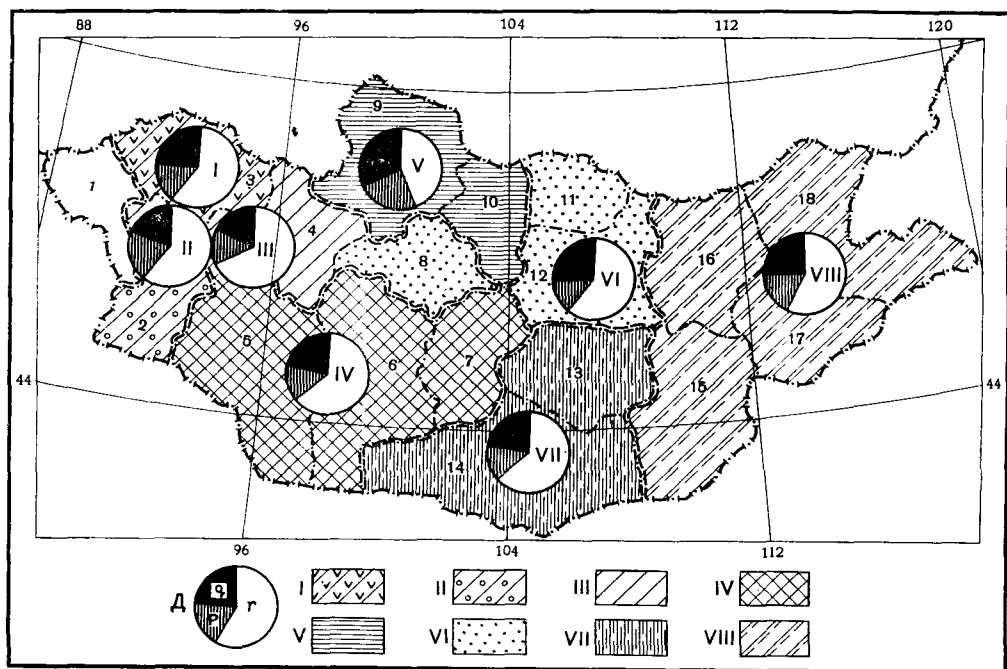 88 96 104 112 120
9
3 I V 10 11 18
1
4 II III 8 12 VI 16 VIII
2 5 IV 6 7 13 15 17
44 44
14 VII
96 104 112
Д q p r I II III IV
V VI VII VIII